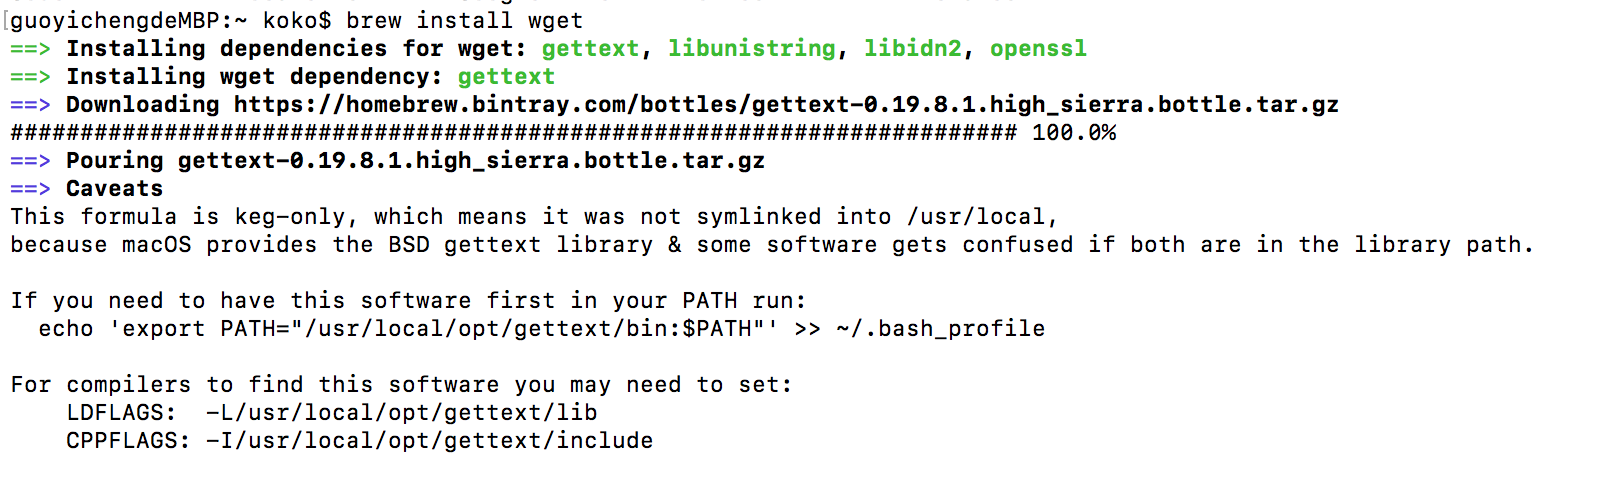 guoyichengdeMBP:~ koko$ brew install wget
==> Installing dependencies for wget: gettext, libunistring, libidn2, openssl
==> Installing wget dependency: gettext
==> Downloading https://homebrew.bintray.com/bottles/gettext-0.19.8.1.high_sierra.bottle.tar.gz
######################################################################## 100.0%
==> Pouring gettext-0.19.8.1.high_sierra.bottle.tar.gz
==> Caveats
This formula is keg-only, which means it was not symlinked into /usr/local,
because macOS provides the BSD gettext library & some software gets confused if both are in the library path.
If you need to have this software first in your PATH run:
  echo 'export PATH="/usr/local/opt/gettext/bin:$PATH"' >> ~/.bash_profile
For compilers to find this software you may need to set:
    LDFLAGS:  -L/usr/local/opt/gettext/lib
    CPPFLAGS: -I/usr/local/opt/gettext/include